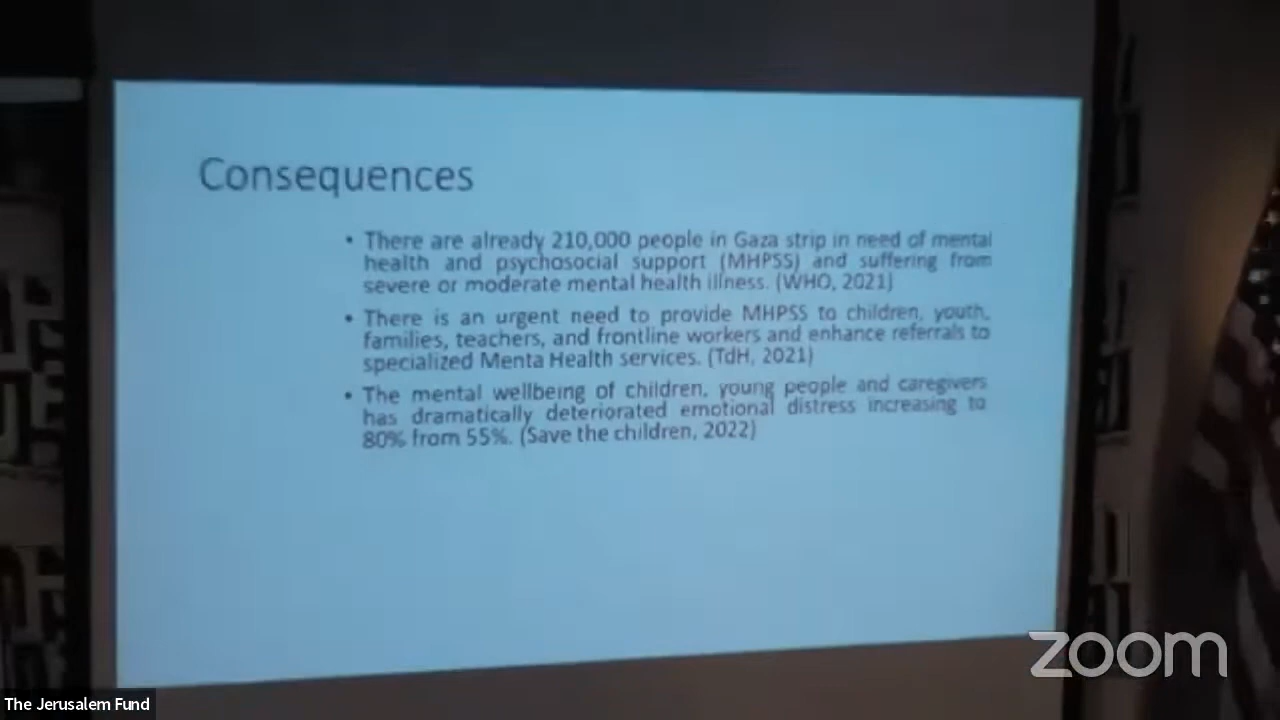 Consequences
• There are already 210,000 people in Gaza strip in need of mental
health and psychosocial support (MHPSS) and suffering from
severe or moderate mental health illness. (WHO, 2021)
• There is an urgent need to provide MHPSS to children, youth,
families, teachers, and frontline workers and enhance referrals to
specialized Menta Health services. (TdH, 2021)
• The mental wellbeing of children, young people and caregivers
has dramatically deteriorated emotional distress increasing to
80% from 55%. (Save the children, 2022)
zoom
The Jerusalem Fund